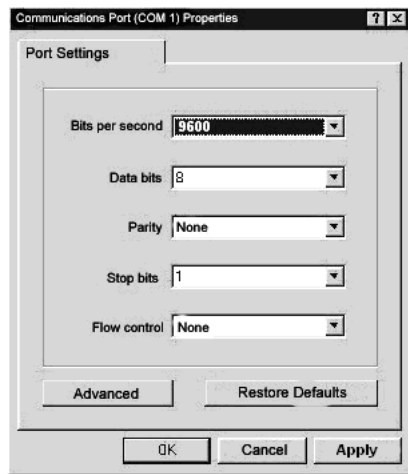 Communications Port (COM 1) Properties ?
Port Settings
Bits per second 9600
Data bits 8
Parity None
Stop bits 1
Flow control None
Advanced Restore Defaults
OK Cancel Apply